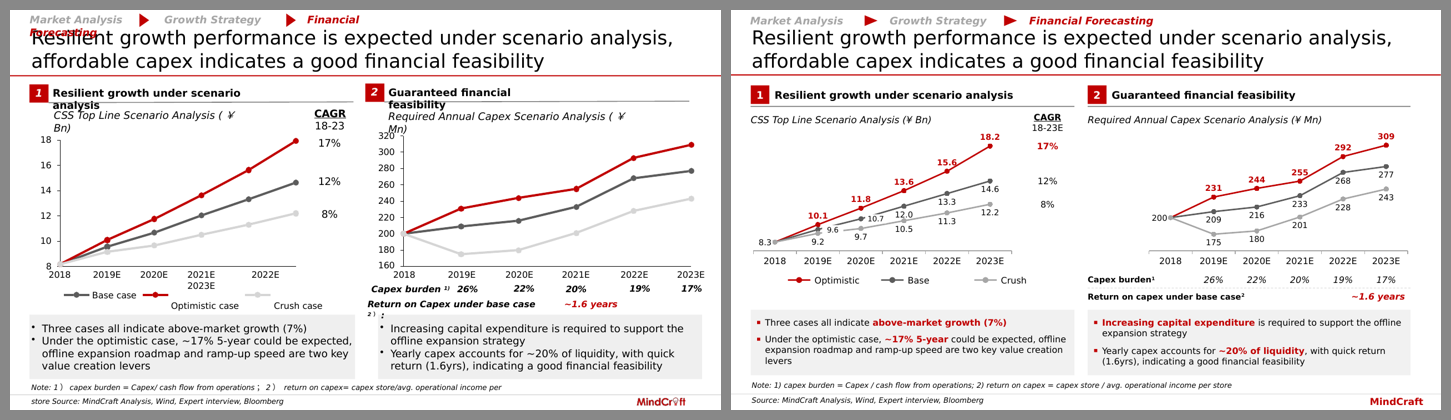 Market Analysis Growth Strategy Financial
Forecasting
Resilient growth performance is expected under scenario analysis,
affordable capex indicates a good financial feasibility
1 Resilient growth under scenario
analysis
CSS Top Line Scenario Analysis ( ¥
Bn)
CAGR
18-23
18
16
14
12
10
8
17%
12%
8%
2018 2019E 2020E 2021E 2022E
2023E
Base case
Optimistic case Crush case
2 Guaranteed financial
feasibility
Required Annual Capex Scenario Analysis ( ¥
Mn)
320
300
280
260
240
220
200
180
160
2018 2019E 2020E 2021E 2022E 2023E
Capex burden 1) 26% 22% 20% 19% 17%
Return on Capex under base case ~1.6 years
2) :
• Three cases all indicate above-market growth (7%)
• Under the optimistic case, ~17% 5-year could be expected,
offline expansion roadmap and ramp-up speed are two key
value creation levers
• Increasing capital expenditure is required to support the
offline expansion strategy
• Yearly capex accounts for ~20% of liquidity, with quick
return (1.6yrs), indicating a good financial feasibility
Note: 1） capex burden = Capex/ cash flow from operations；2） return on capex= capex store/avg. operational income per
store Source: MindCraft Analysis, Wind, Expert interview, Bloomberg
MindCraft
Market Analysis Growth Strategy Financial Forecasting
Resilient growth performance is expected under scenario analysis,
affordable capex indicates a good financial feasibility
1 Resilient growth under scenario analysis
CSS Top Line Scenario Analysis (¥ Bn)
CAGR
18-23E
17%
12%
8%
10.1 11.8 13.6 15.6 18.2
8.3 9.6 10.7 12.0 13.3 14.6
9.2 9.7 10.5 11.3 12.2
2018 2019E 2020E 2021E 2022E 2023E
Optimistic Base Crush
2 Guaranteed financial feasibility
Required Annual Capex Scenario Analysis (¥ Mn)
231 244 255 292 309
200 209 216 233 268 277
175 180 201 228 243
2018 2019E 2020E 2021E 2022E 2023E
Capex burden¹ 26% 22% 20% 19% 17%
Return on Capex under base case² ~1.6 years
Three cases all indicate above-market growth (7%)
Under the optimistic case, ~17% 5-year could be expected, offline
expansion roadmap and ramp-up speed are two key value creation
levers
Increasing capital expenditure is required to support the offline
expansion strategy
Yearly capex accounts for ~20% of liquidity, with quick return
(1.6yrs), indicating a good financial feasibility
Note: 1) capex burden = Capex / cash flow from operations; 2) return on capex = capex store / avg. operational income per store
Source: MindCraft Analysis, Wind, Expert interview, Bloomberg
MindCraft